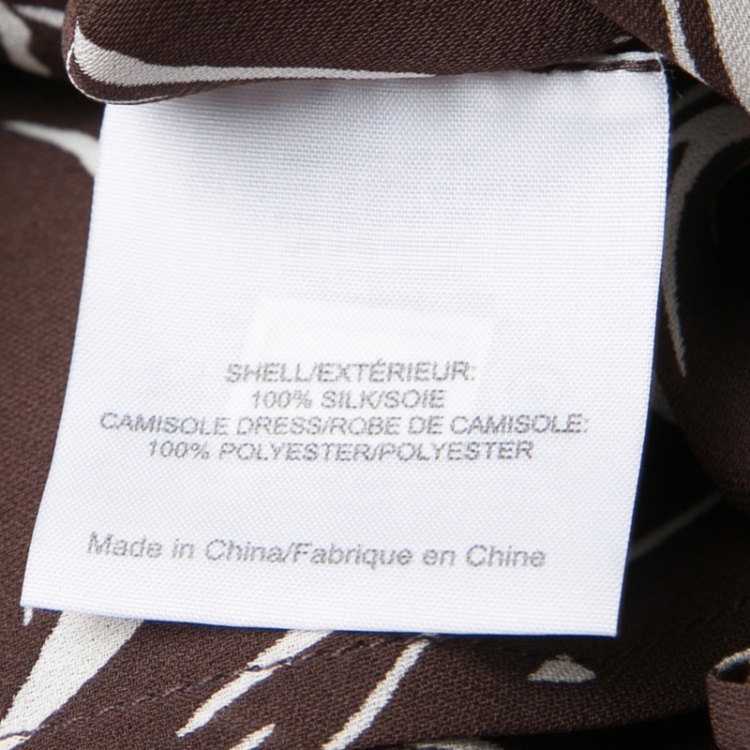 SHELL/EXTÉRIEUR:
100% SILK/SOIE
CAMISOLE DRESS/ROBE DE CAMISOLE:
100% POLYESTER/POLYESTER
Made in China/Fabrique en Chine